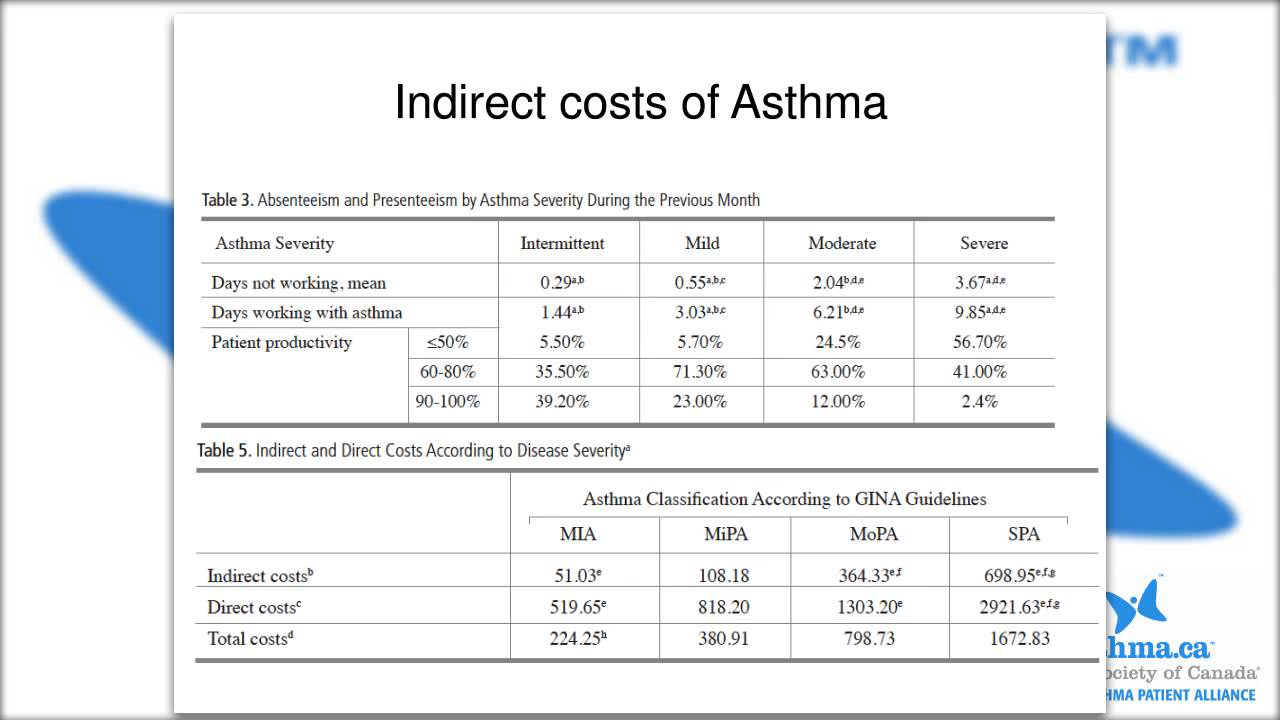 TM
Indirect costs of Asthma
Table 3. Absenteeism and Presenteeism by Asthma Severity During the Previous Month
Asthma Severity Intermittent Mild Moderate Severe
Days not working, mean 0.29a,b 0.55a,b,c 2.04b,d,e 3.67a,d,e
Days working with asthma 1.44a,b 3.03a,b,c 6.21b,d,e 9.85a,d,e
Patient productivity ≤50% 5.50% 5.70% 24.5% 56.70%
60-80% 35.50% 71.30% 63.00% 41.00%
90-100% 39.20% 23.00% 12.00% 2.4%
Table 5. Indirect and Direct Costs According to Disease Severitya
Asthma Classification According to GINA Guidelines
MIA MiPA MoPA SPA
Indirect costsb 51.03e 108.18 364.33e,f 698.95e,f,g
Direct costsc 519.65e 818.20 1303.20e 2921.63e,f,g
Total costsd 224.25h 380.91 798.73 1672.83
hma.ca™
ociety of Canada
HMA PATIENT ALLIANCE